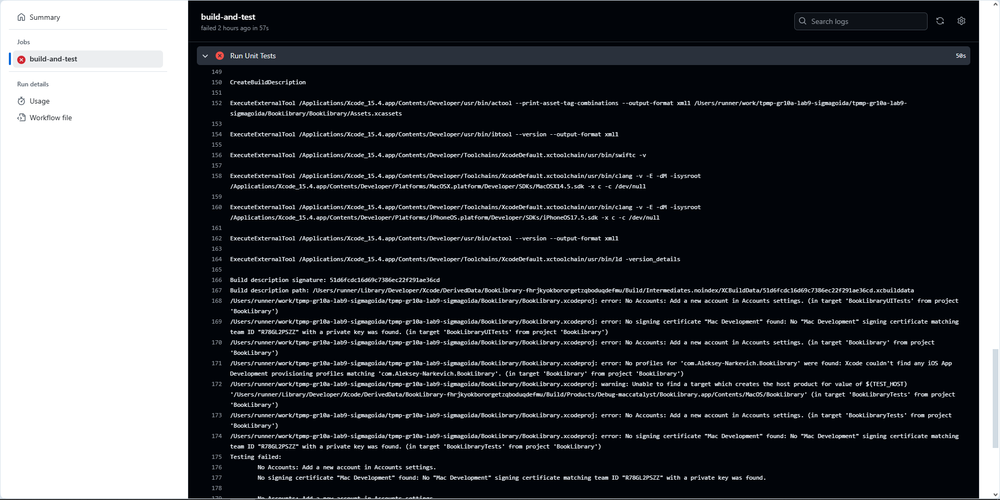 Summary
Jobs
build-and-test
Run details
Usage
Workflow file
build-and-test
failed 2 hours ago in 57s
Search logs
Run Unit Tests
50s
149
150 CreateBuildDescription
151
152 ExecuteExternalTool /Applications/Xcode_15.4.app/Contents/Developer/usr/bin/actool --print-asset-tag-combinations --output-format xml1 /Users/runner/work/tpmp-gr10a-lab9-sigmagoida/tpmp-gr10a-lab9-
sigmagoida/BookLibrary/BookLibrary/Assets.xcassets
153
154 ExecuteExternalTool /Applications/Xcode_15.4.app/Contents/Developer/usr/bin/ibtool --version --output-format xml1
155
156 ExecuteExternalTool /Applications/Xcode_15.4.app/Contents/Developer/Toolchains/XcodeDefault.xctoolchain/usr/bin/swiftc -v
157
158 ExecuteExternalTool /Applications/Xcode_15.4.app/Contents/Developer/Toolchains/XcodeDefault.xctoolchain/usr/bin/clang -v -E -dM -isysroot
/Applications/Xcode_15.4.app/Contents/Developer/Platforms/MacOSX.platform/Developer/SDKs/MacOSX14.5.sdk -x c -c /dev/null
159
160 ExecuteExternalTool /Applications/Xcode_15.4.app/Contents/Developer/Toolchains/XcodeDefault.xctoolchain/usr/bin/clang -v -E -dM -isysroot
/Applications/Xcode_15.4.app/Contents/Developer/Platforms/iPhoneOS.platform/Developer/SDKs/iPhoneOS17.5.sdk -x c -c /dev/null
161
162 ExecuteExternalTool /Applications/Xcode_15.4.app/Contents/Developer/usr/bin/actool --version --output-format xml1
163
164 ExecuteExternalTool /Applications/Xcode_15.4.app/Contents/Developer/Toolchains/XcodeDefault.xctoolchain/usr/bin/ld -version_details
165
166 Build description signature: 51d6fcdc16d69c7386ec22f291ae36cd
167 Build description path: /Users/runner/Library/Developer/Xcode/DerivedData/BookLibrary-fhrjkyokbororgetzqboduqdefmu/Build/Intermediates.noindex/XCBuildData/51d6fcdc16d69c7386ec22f291ae36cd.xcbuilddata
168 /Users/runner/work/tpmp-gr10a-lab9-sigmagoida/tpmp-gr10a-lab9-sigmagoida/BookLibrary/BookLibrary.xcodeproj: error: No Accounts: Add a new account in Accounts settings. (in target 'BookLibraryUITests' from project
'BookLibrary')
169 /Users/runner/work/tpmp-gr10a-lab9-sigmagoida/tpmp-gr10a-lab9-sigmagoida/BookLibrary/BookLibrary.xcodeproj: error: No signing certificate "Mac Development" found: No "Mac Development" signing certificate matching
team ID "R78GL2PSZZ" with a private key was found. (in target 'BookLibraryUITests' from project 'BookLibrary')
170 /Users/runner/work/tpmp-gr10a-lab9-sigmagoida/tpmp-gr10a-lab9-sigmagoida/BookLibrary/BookLibrary.xcodeproj: error: No Accounts: Add a new account in Accounts settings. (in target 'BookLibrary' from project
'BookLibrary')
171 /Users/runner/work/tpmp-gr10a-lab9-sigmagoida/tpmp-gr10a-lab9-sigmagoida/BookLibrary/BookLibrary.xcodeproj: error: No profiles for 'com.Aleksey-Narkevich.BookLibrary' were found: Xcode couldn't find any iOS App
Development provisioning profiles matching 'com.Aleksey-Narkevich.BookLibrary'. (in target 'BookLibrary' from project 'BookLibrary')
172 /Users/runner/work/tpmp-gr10a-lab9-sigmagoida/tpmp-gr10a-lab9-sigmagoida/BookLibrary/BookLibrary.xcodeproj: warning: Unable to find a target which creates the host product for value of $(TEST_HOST)
'/Users/runner/Library/Developer/Xcode/DerivedData/BookLibrary-fhrjkyokbororgetzqboduqdefmu/Build/Products/Debug-maccatalyst/BookLibrary.app/Contents/MacOS/BookLibrary' (in target 'BookLibraryTests' from project
'BookLibrary')
173 /Users/runner/work/tpmp-gr10a-lab9-sigmagoida/tpmp-gr10a-lab9-sigmagoida/BookLibrary/BookLibrary.xcodeproj: error: No Accounts: Add a new account in Accounts settings. (in target 'BookLibraryTests' from project
'BookLibrary')
174 /Users/runner/work/tpmp-gr10a-lab9-sigmagoida/tpmp-gr10a-lab9-sigmagoida/BookLibrary/BookLibrary.xcodeproj: error: No signing certificate "Mac Development" found: No "Mac Development" signing certificate matching
team ID "R78GL2PSZZ" with a private key was found. (in target 'BookLibraryTests' from project 'BookLibrary')
175 Testing failed:
176 No Accounts: Add a new account in Accounts settings.
177 No signing certificate "Mac Development" found: No "Mac Development" signing certificate matching team ID "R78GL2PSZZ" with a private key was found.
178
179 No Accounts: Add a new account in Accounts settings.